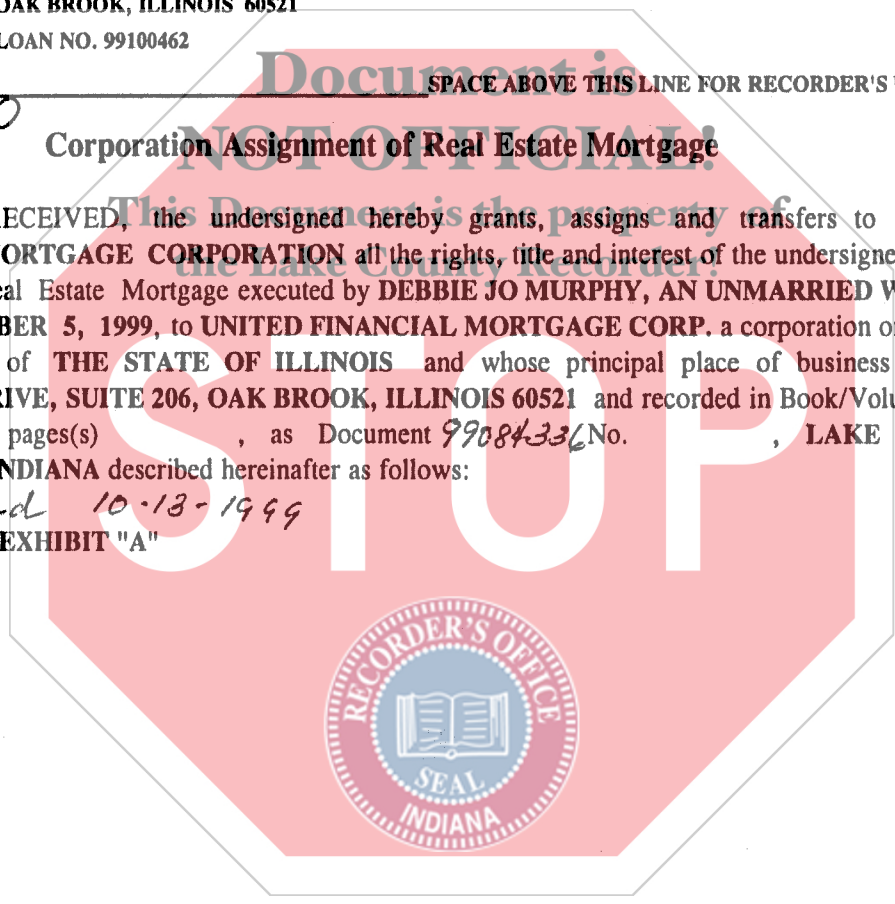 OAK BROOK, ILLINOIS 60521
LOAN NO. 99100462
Document is
SPACE ABOVE THIS LINE FOR RECORDER'S
NOT OFFICIAL!
Corporation Assignment of Real Estate Mortgage
This Document is the property of
the Lake County Recorder!
ECEIVED, the undersigned hereby grants, assigns and transfers to
ORTGAGE CORPORATION all the rights, title and interest of the undersigne
eal Estate Mortgage executed by DEBBIE JO MURPHY, AN UNMARRIED W
BER 5, 1999, to UNITED FINANCIAL MORTGAGE CORP. a corporation o
of THE STATE OF ILLINOIS and whose principal place of business
RIVE, SUITE 206, OAK BROOK, ILLINOIS 60521 and recorded in Book/Volu
pages(s) , as Document 99084336 No. , LAKE
NDIANA described hereinafter as follows:
d 10-13-1999
EXHIBIT "A"
STOP
RECORDER'S OFFICE
SEAL
INDIANA